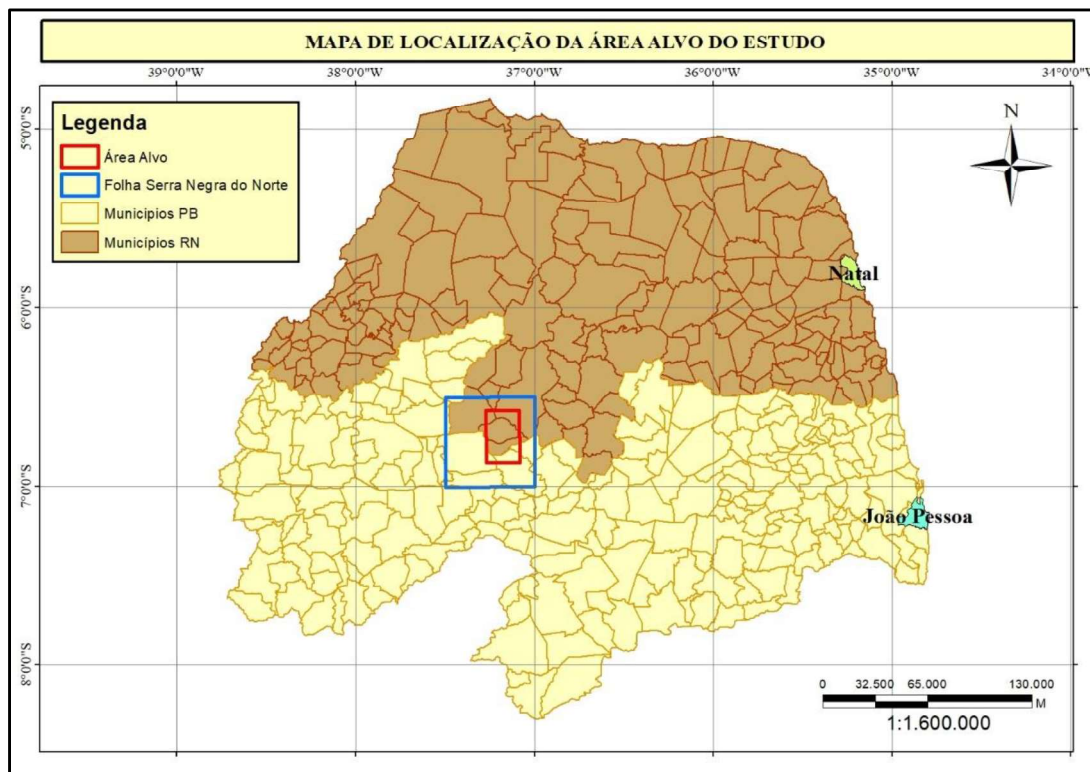 MAPA DE LOCALIZAÇÃO DA ÁREA ALVO DO ESTUDO
39°0'0"W 38°0'0"W 37°0'0"W 36°0'0"W 35°0'0"W 34°0'0"W
Legenda
Área Alvo
Folha Serra Negra do Norte
Municípios PB
Municípios RN
N
5°0'0"S
Natal
6°0'0"S
7°0'0"S
João Pessoa
8°0'0"S
0 32.500 65.000 130.000
M
1:1.600.000